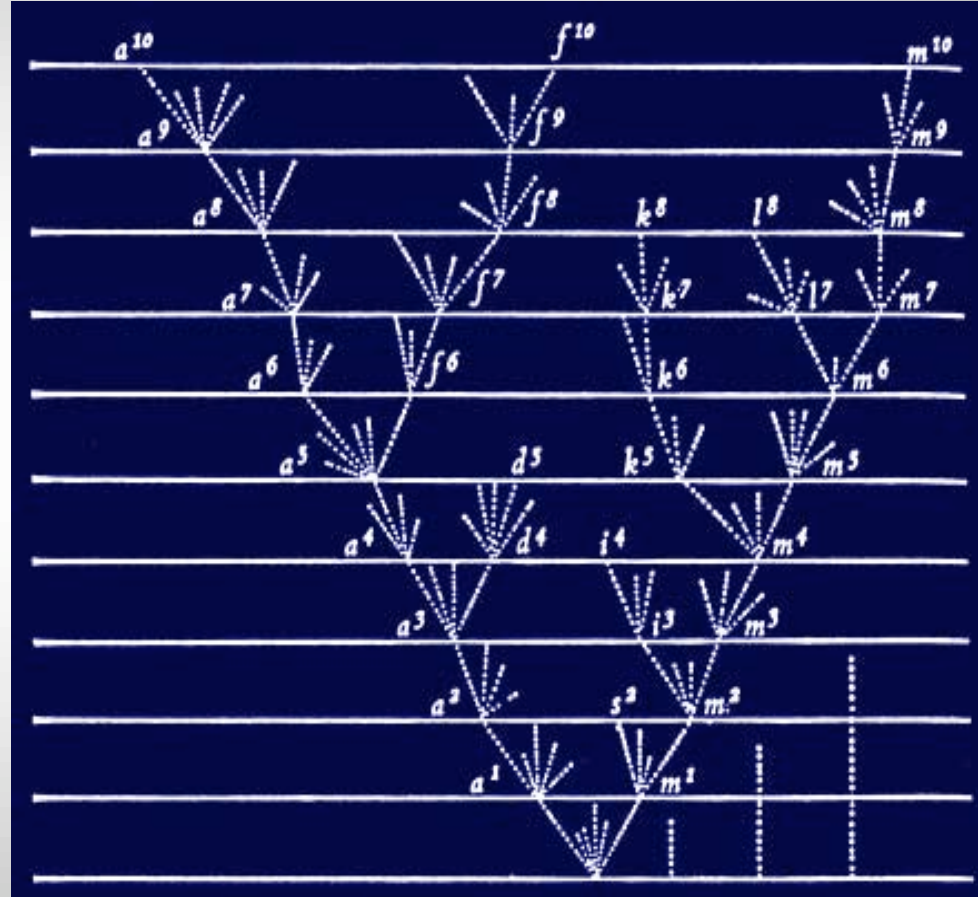 a¹⁰ f¹⁰ m¹⁰
a⁹ f⁹ m⁹
a⁸ f⁸ k⁸ l⁸ m⁸
a⁷ f⁷ k⁷ l⁷ m⁷
a⁶ f⁶ k⁶ m⁶
a⁵ d⁵ k⁵ m⁵
a⁴ d⁴ i⁴ m⁴
a³ i³ m³
a² s² m²
a¹ m¹